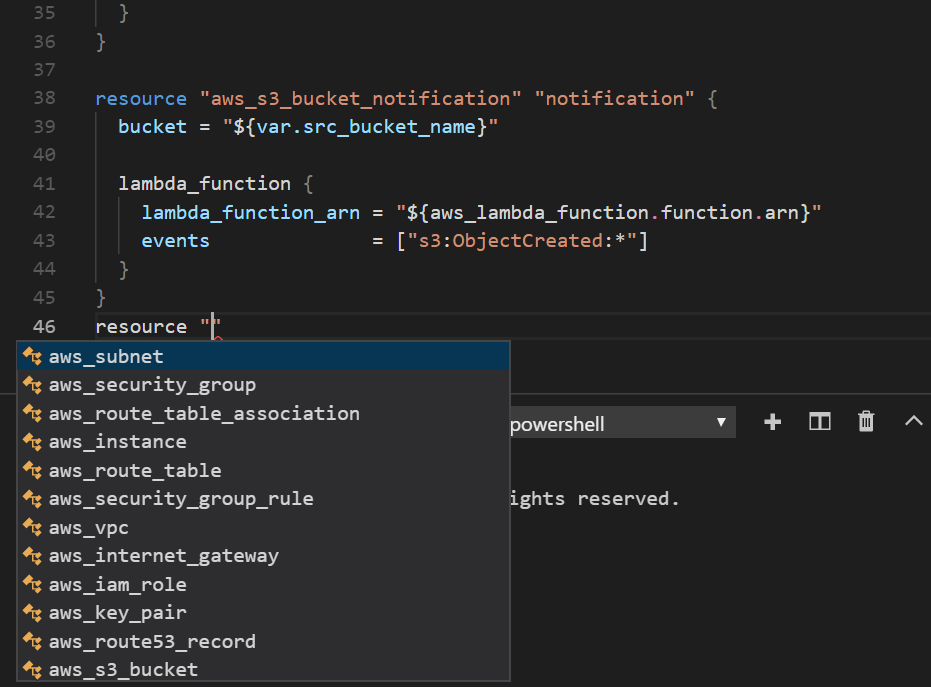 35 }
36 }
37
38 resource "aws_s3_bucket_notification" "notification" {
39 bucket = "${var.src_bucket_name}"
40
41 lambda_function {
42 lambda_function_arn = "${aws_lambda_function.function.arn}"
43 events = ["s3:ObjectCreated:*"]
44 }
45 }
46 resource ""
aws_subnet
aws_security_group
aws_route_table_association
aws_instance
aws_route_table
aws_security_group_rule
aws_vpc
aws_internet_gateway
aws_iam_role
aws_key_pair
aws_route53_record
aws_s3_bucket
powershell
ights reserved.